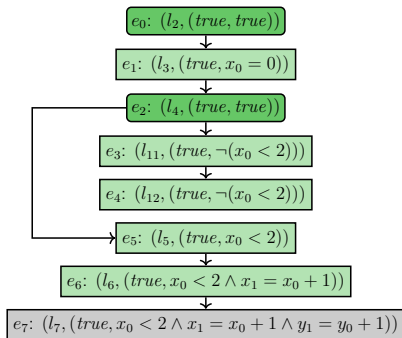 e₀: (l₂, (true, true))
e₁: (l₃, (true, x₀ = 0))
e₂: (l₄, (true, true))
e₃: (l₁₁, (true, ¬(x₀ < 2)))
e₄: (l₁₂, (true, ¬(x₀ < 2)))
e₅: (l₅, (true, x₀ < 2))
e₆: (l₆, (true, x₀ < 2 ∧ x₁ = x₀ + 1))
e₇: (l₇, (true, x₀ < 2 ∧ x₁ = x₀ + 1 ∧ y₁ = y₀ + 1))